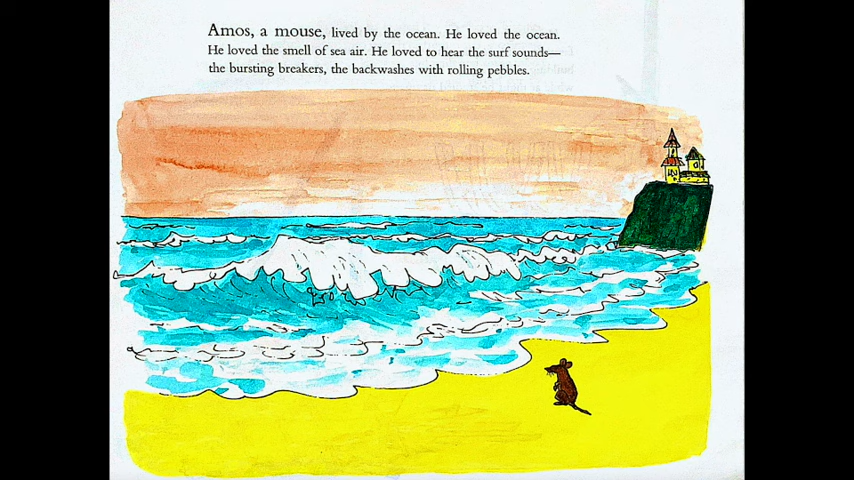 Amos, a mouse, lived by the ocean. He loved the ocean.
He loved the smell of sea air. He loved to hear the surf sounds—
the bursting breakers, the backwashes with rolling pebbles.